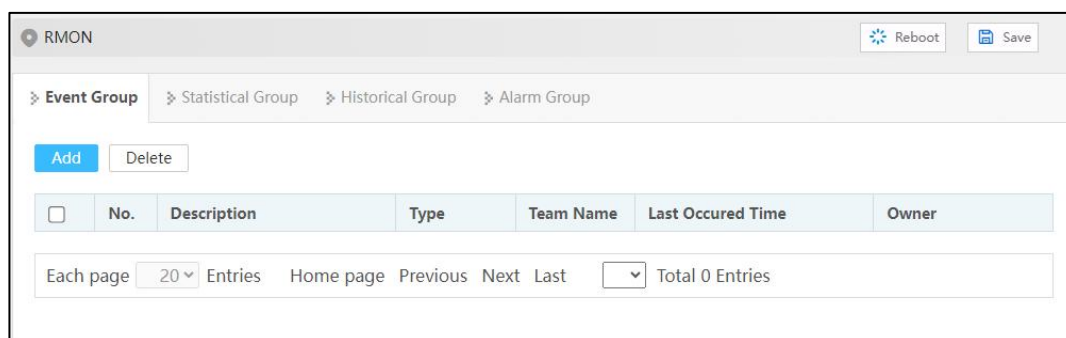 RMON Reboot Save
Event Group Statistical Group Historical Group Alarm Group
Add Delete
No. Description Type Team Name Last Occured Time Owner
Each page 20 Entries Home page Previous Next Last Total 0 Entries